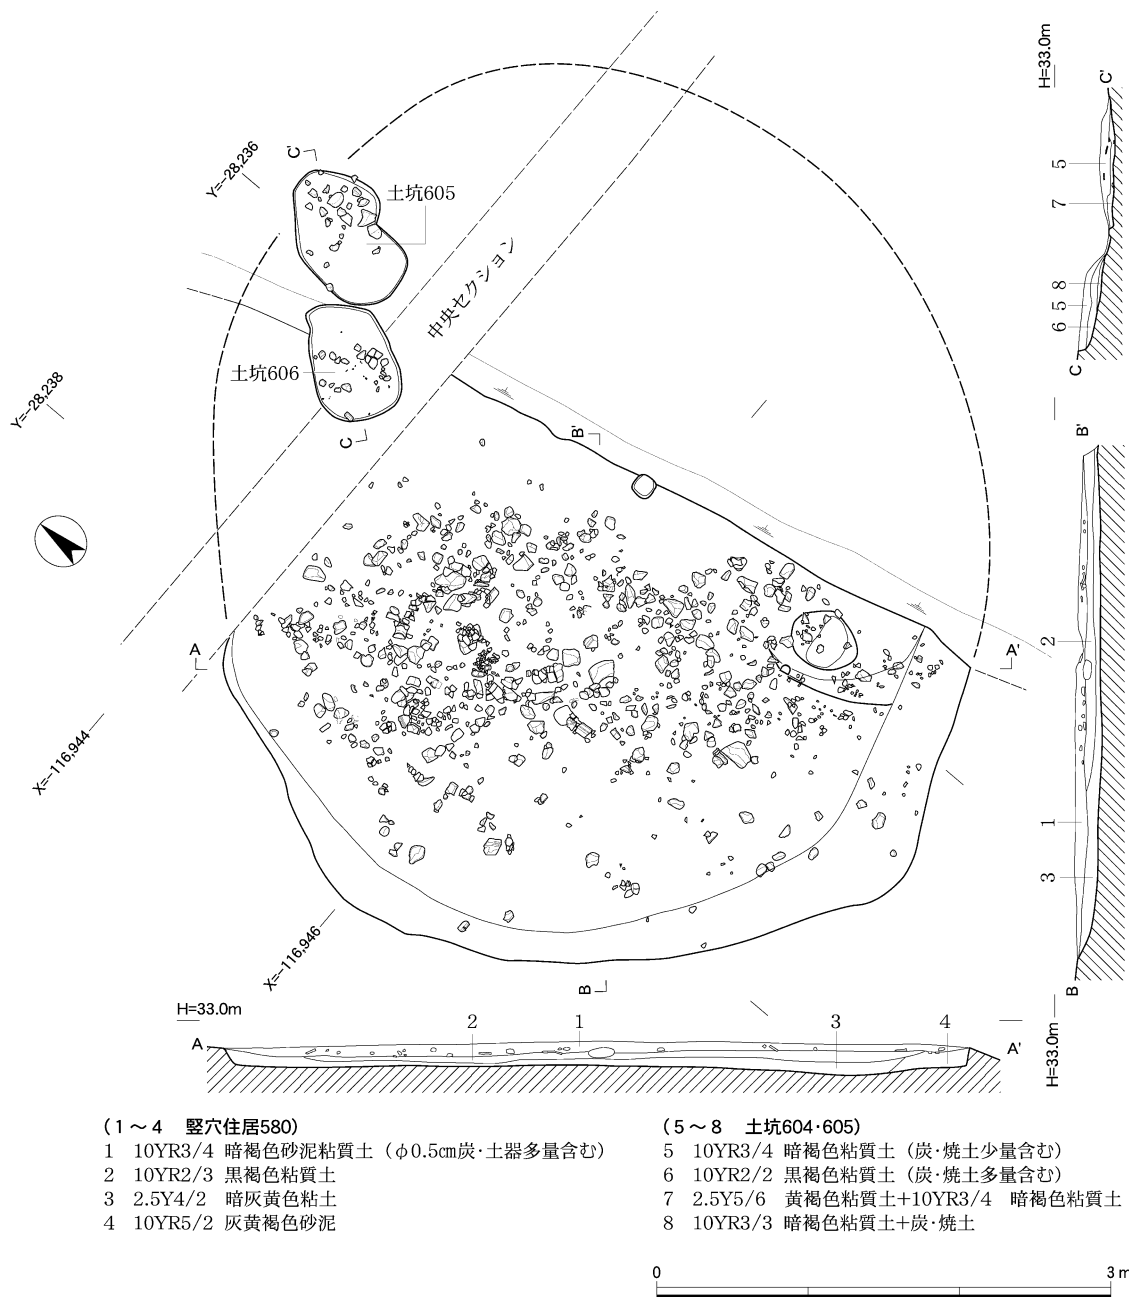 H=33.0m
C'
5
7
8
5
6
C
Y=-28,236
C'
土坑605
中央セクション
土坑606
C
Y=-28,238
B'
B'
A
A'
2
1
3
X=-116,944
X=-116,946
B
B
H=33.0m
H=33.0m
2
1
3
4
A
A'
(1～4 竪穴住居580)
1 10YR3/4 暗褐色砂泥粘質土（φ0.5㎝炭・土器多量含む）
2 10YR2/3 黒褐色粘質土
3 2.5Y4/2 暗灰黄色粘土
4 10YR5/2 灰黄褐色砂泥
(5～8 土坑604・605)
5 10YR3/4 暗褐色粘質土（炭・焼土少量含む）
6 10YR2/2 黒褐色粘質土（炭・焼土多量含む）
7 2.5Y5/6 黄褐色粘質土+10YR3/4 暗褐色粘質土
8 10YR3/3 暗褐色粘質土+炭・焼土
0
3 m